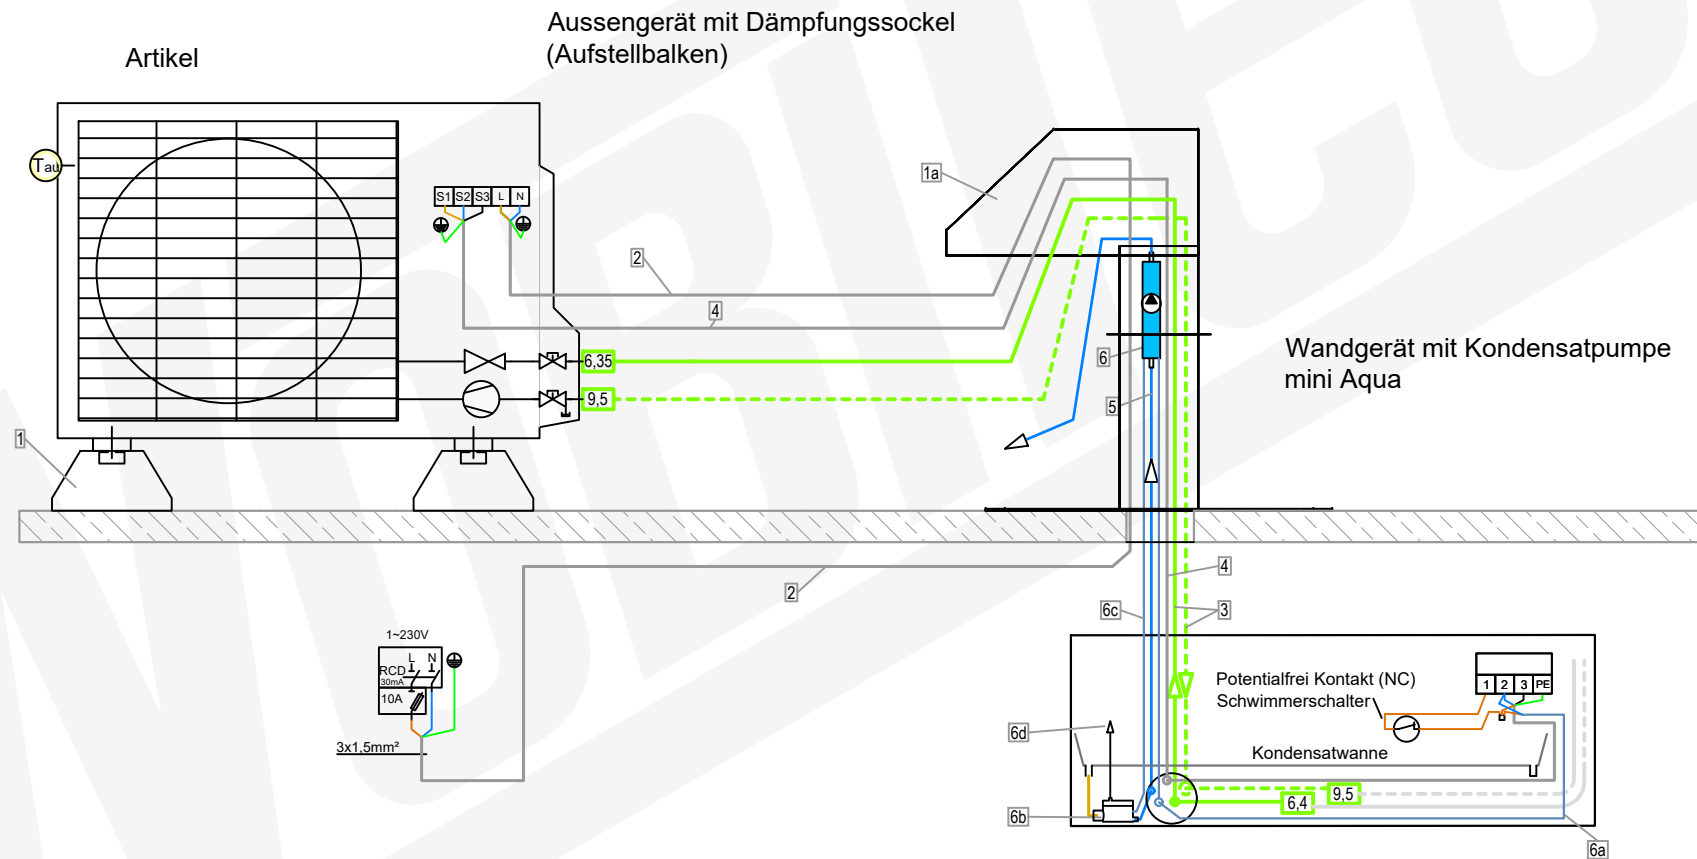 Aussengerät mit Dämpfungssockel
(Aufstellbalken)
Artikel
Tau
S1 S2 S3 L N
1a
2
4
6,35
9,5
6
5
Wandgerät mit Kondensatpumpe
mini Aqua
1
2
4
3
6c
1~230V
L N
RCD
30mA
10A
3x1,5mm²
Potentialfrei Kontakt (NC)
Schwimmerschalter
1 2 3 PE
6d
Kondensatwanne
6,4
9,5
6b
6a